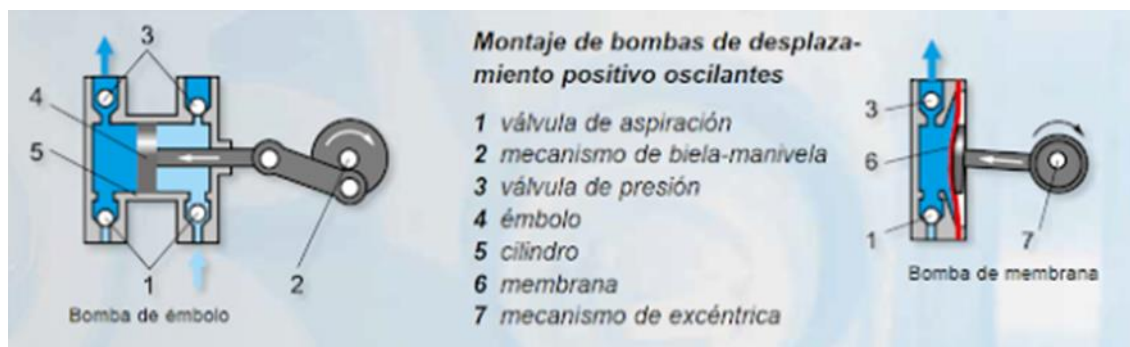 3
4
5
1
2
Bomba de émbolo
Montaje de bombas de desplaza-
miento positivo oscilantes
1 válvula de aspiración
2 mecanismo de biela-manivela
3 válvula de presión
4 émbolo
5 cilindro
6 membrana
7 mecanismo de excéntrica
3
6
1
7
Bomba de membrana